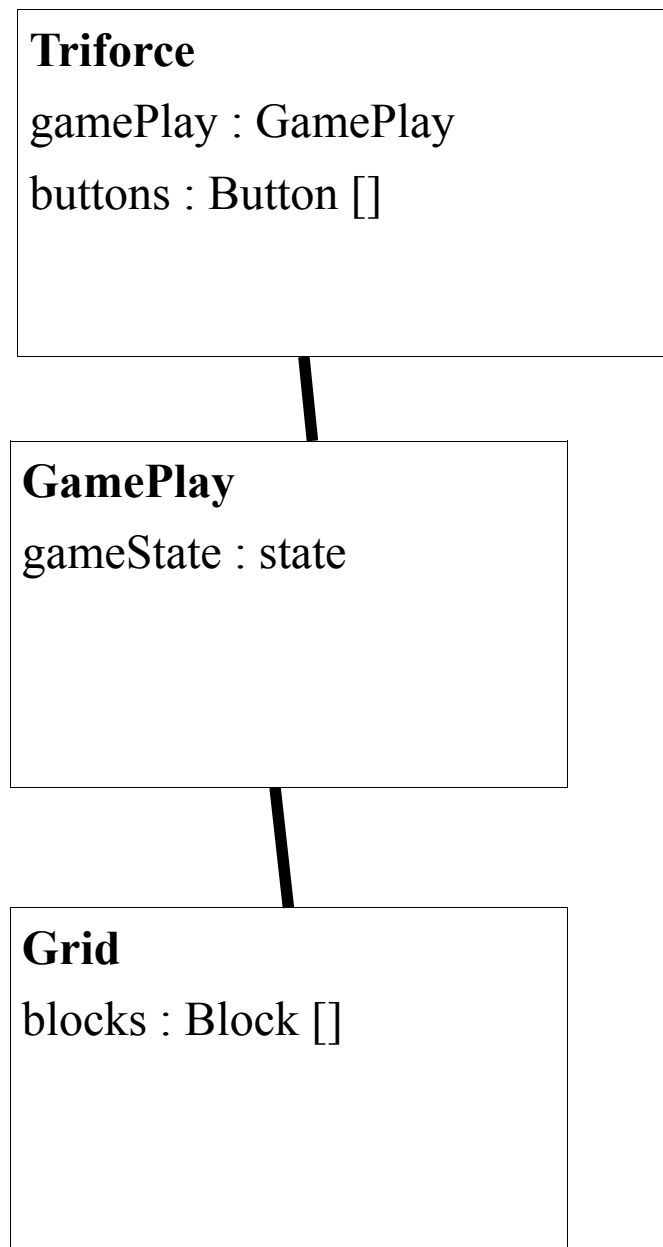 Triforce
gamePlay : GamePlay
buttons : Button []
GamePlay
gameState : state
Grid
blocks : Block []